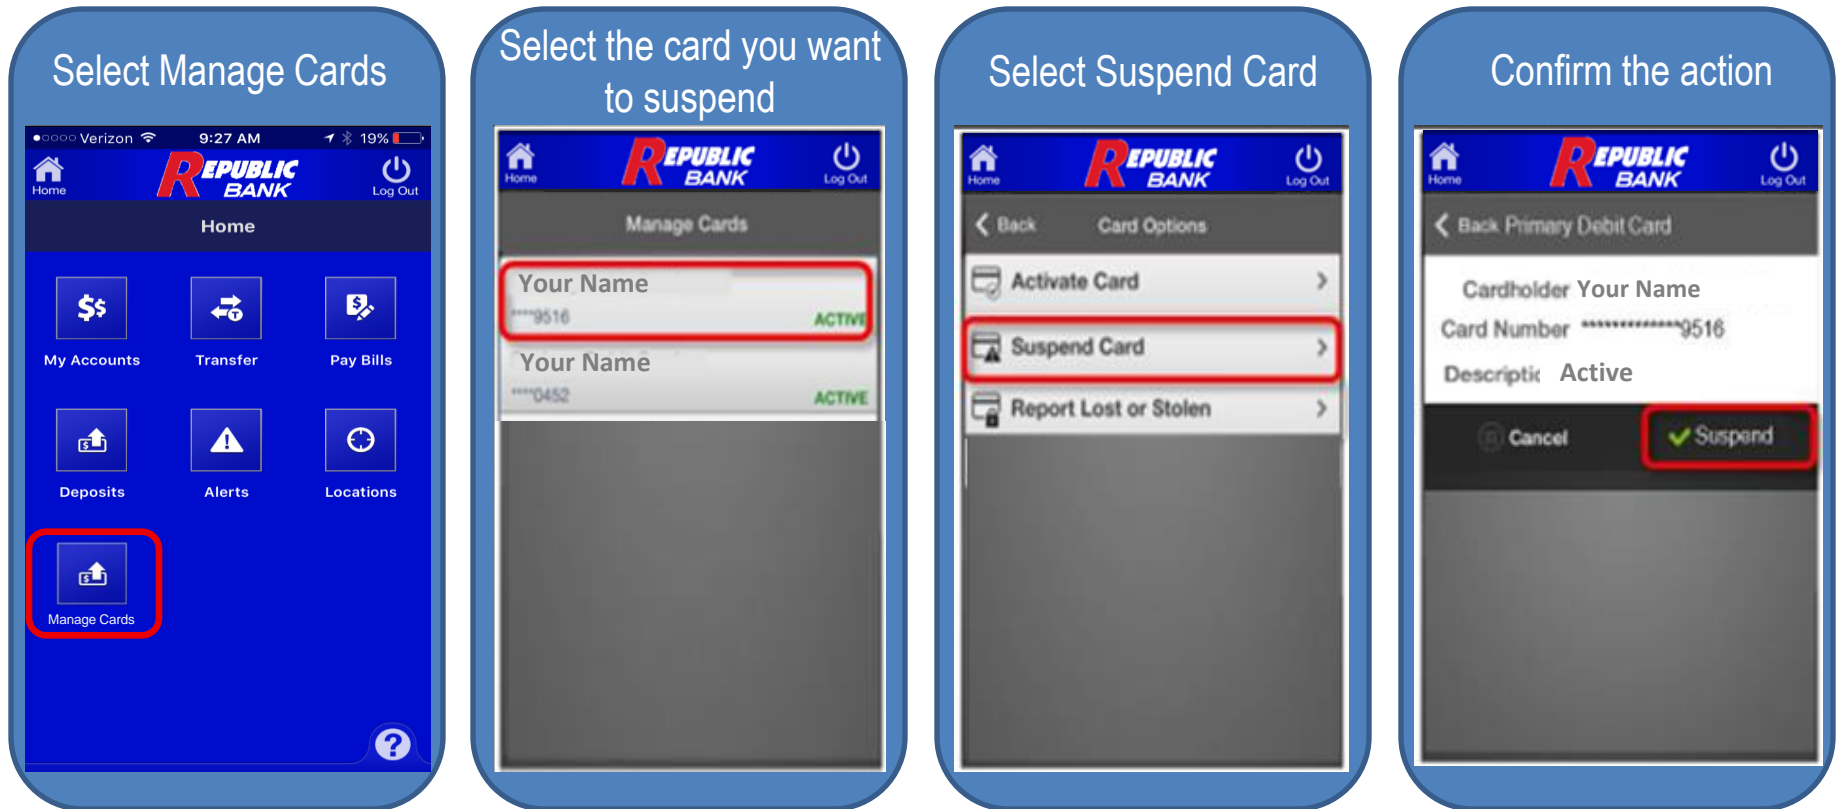 Select Manage Cards
Verizon 9:27 AM 19%
Home REPUBLIC BANK Log Out
Home
$$ T $
My Accounts Transfer Pay Bills
$
Deposits Alerts Locations
$
Manage Cards
?
Select the card you want
to suspend
Home REPUBLIC BANK Log Out
Manage Cards
Your Name
****9516 ACTIVE
Your Name
****0452 ACTIVE
Select Suspend Card
Home REPUBLIC BANK Log Out
Back Card Options
Activate Card
Suspend Card
Report Lost or Stolen
Confirm the action
Home REPUBLIC BANK Log Out
Back Primary Debit Card
Cardholder Your Name
Card Number ************9516
Descriptic Active
Cancel Suspend